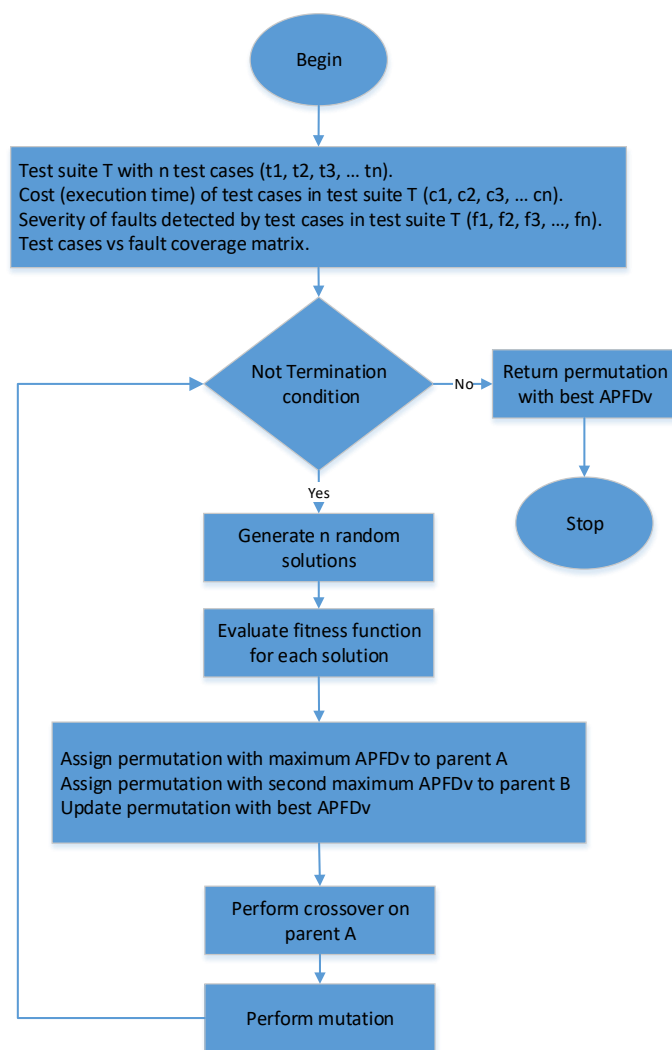 Begin
Test suite T with n test cases (t1, t2, t3, ... tn).
Cost (execution time) of test cases in test suite T (c1, c2, c3, ... cn).
Severity of faults detected by test cases in test suite T (f1, f2, f3, ..., fn).
Test cases vs fault coverage matrix.
Not Termination
condition
No
Return permutation
with best APFDv
Yes
Stop
Generate n random
solutions
Evaluate fitness function
for each solution
Assign permutation with maximum APFDv to parent A
Assign permutation with second maximum APFDv to parent B
Update permutation with best APFDv
Perform crossover on
parent A
Perform mutation